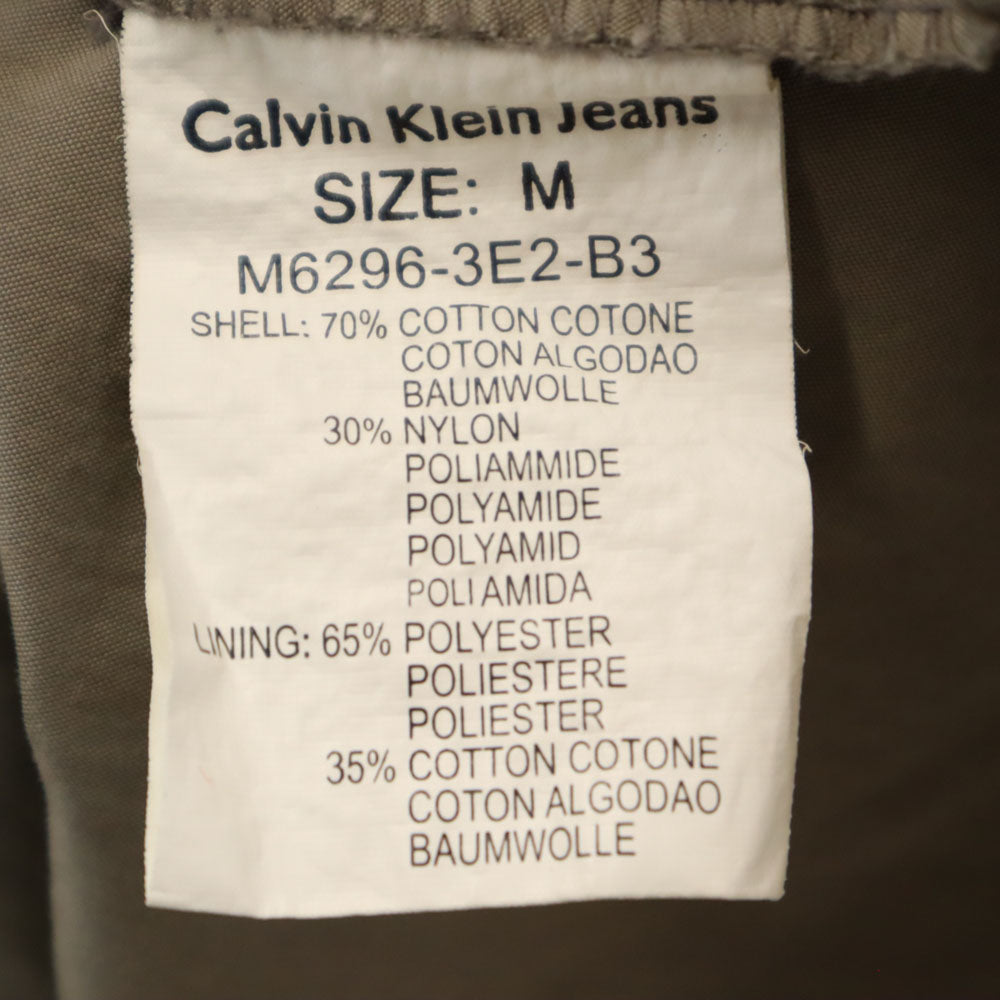 Calvin Klein Jeans
SIZE: M
M6296-3E2-B3
SHELL: 70% COTTON COTONE
COTON ALGODAO
BAUMWOLLE
30% NYLON
POLIAMMIDE
POLYAMIDE
POLYAMID
POLIAMIDA
LINING: 65% POLYESTER
POLIESTERE
POLIESTER
35% COTTON COTONE
COTON ALGODAO
BAUMWOLLE